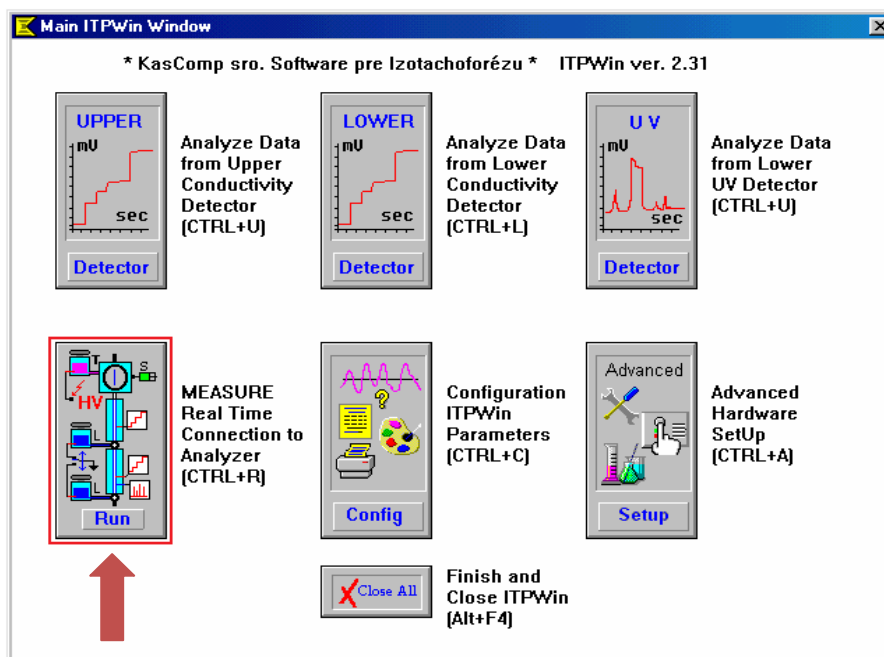 Main ITPWin Window
* KasComp sro. Software pre Izotachoforézu *   ITPWin ver. 2.31
UPPER
mU
sec
Detector
Analyze Data
from Upper
Conductivity
Detector
(CTRL+U)
LOWER
mU
sec
Detector
Analyze Data
from Lower
Conductivity
Detector
(CTRL+L)
U V
mU
sec
Detector
Analyze Data
from Lower
UV Detector
(CTRL+U)
T
S
HV
L
L
Run
MEASURE
Real Time
Connection to
Analyzer
(CTRL+R)
?
Config
Configuration
ITPWin
Parameters
(CTRL+C)
Advanced
Setup
Advanced
Hardware
SetUp
(CTRL+A)
Close All
Finish and
Close ITPWin
(Alt+F4)